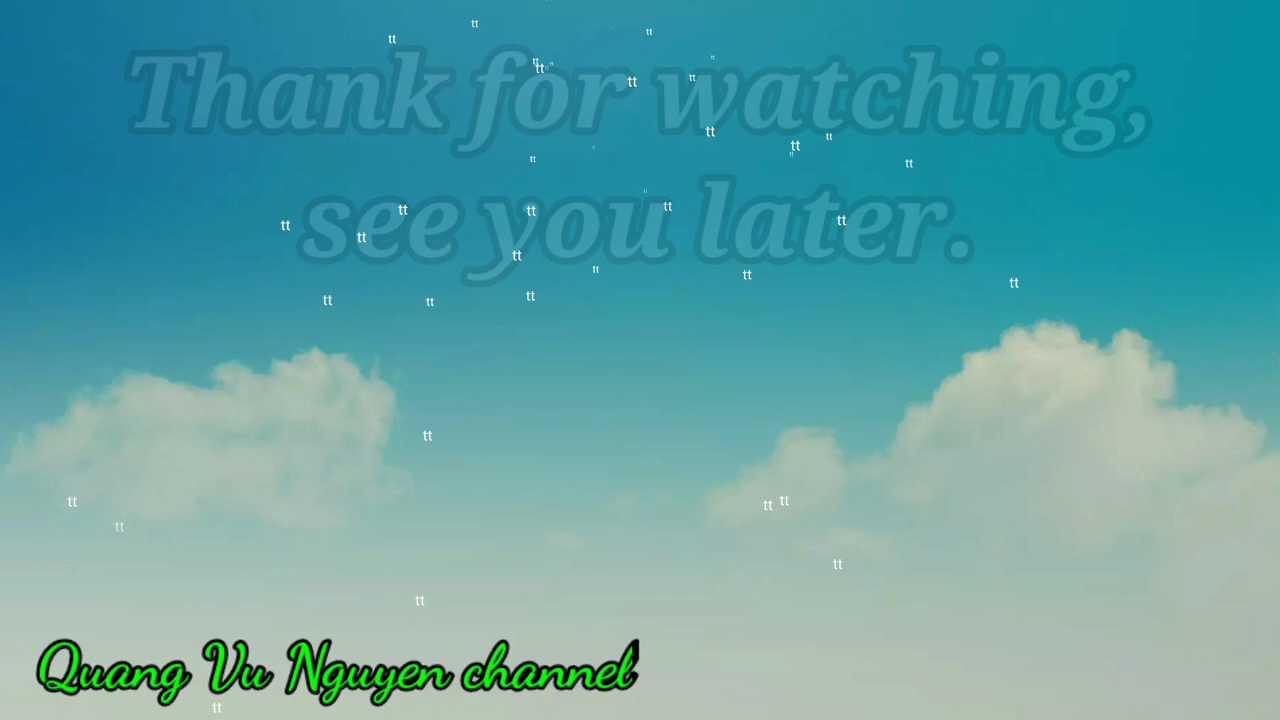 Thank for watching,
see you later.
Quang Vu Nguyen channel